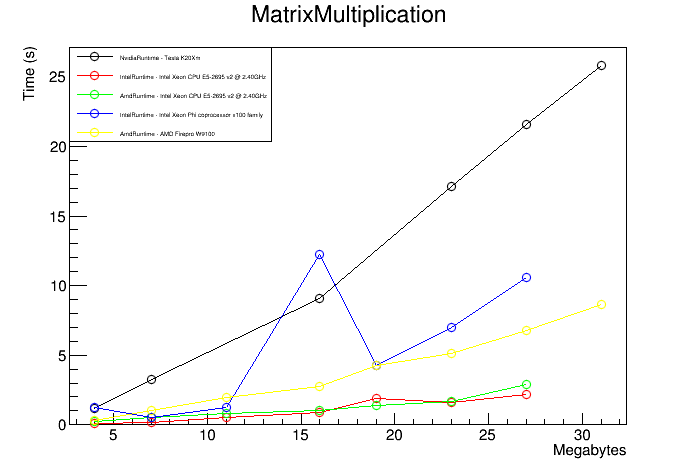 MatrixMultiplication
Time (s)
NvidiaRuntime - Tesla K20Xm
IntelRuntime - Intel Xeon CPU E5-2695 v2 @ 2.40GHz
AmdRuntime - Intel Xeon CPU E5-2695 v2 @ 2.40GHz
IntelRuntime - Intel Xeon Phi coprocessor x100 family
AmdRuntime - AMD Firepro W9100
25
20
15
10
5
0
5 10 15 20 25 30
Megabytes